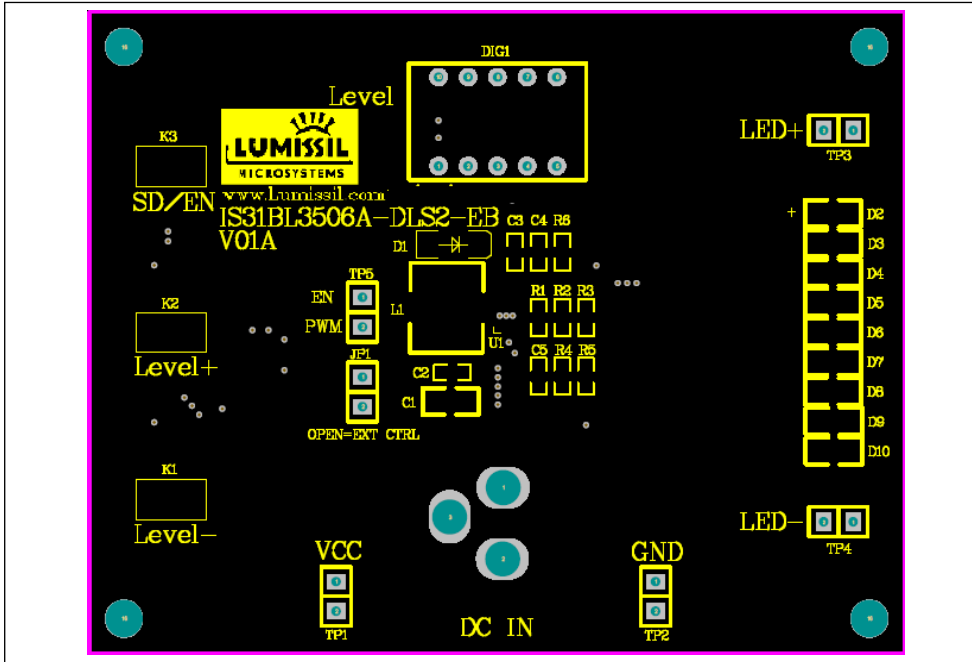 DIG1
Level
LUMISSIL
MICROSYSTEMS
www.Lumissil.com
IS31BL3506A-DLS2-EB
V01A
K3
SD/EN
K2
Level+
K1
Level-
LED+
TP3
+
D2
D3
D4
D5
D6
D7
D8
D9
D10
LED-
TP4
C3 C4 R6
D1
L1
U1
R1 R2 R3
C5 R4 R5
C2
C1
TP5
EN
PWM
JP1
OPEN=EXT CTRL
VCC
TP1
DC IN
GND
TP2